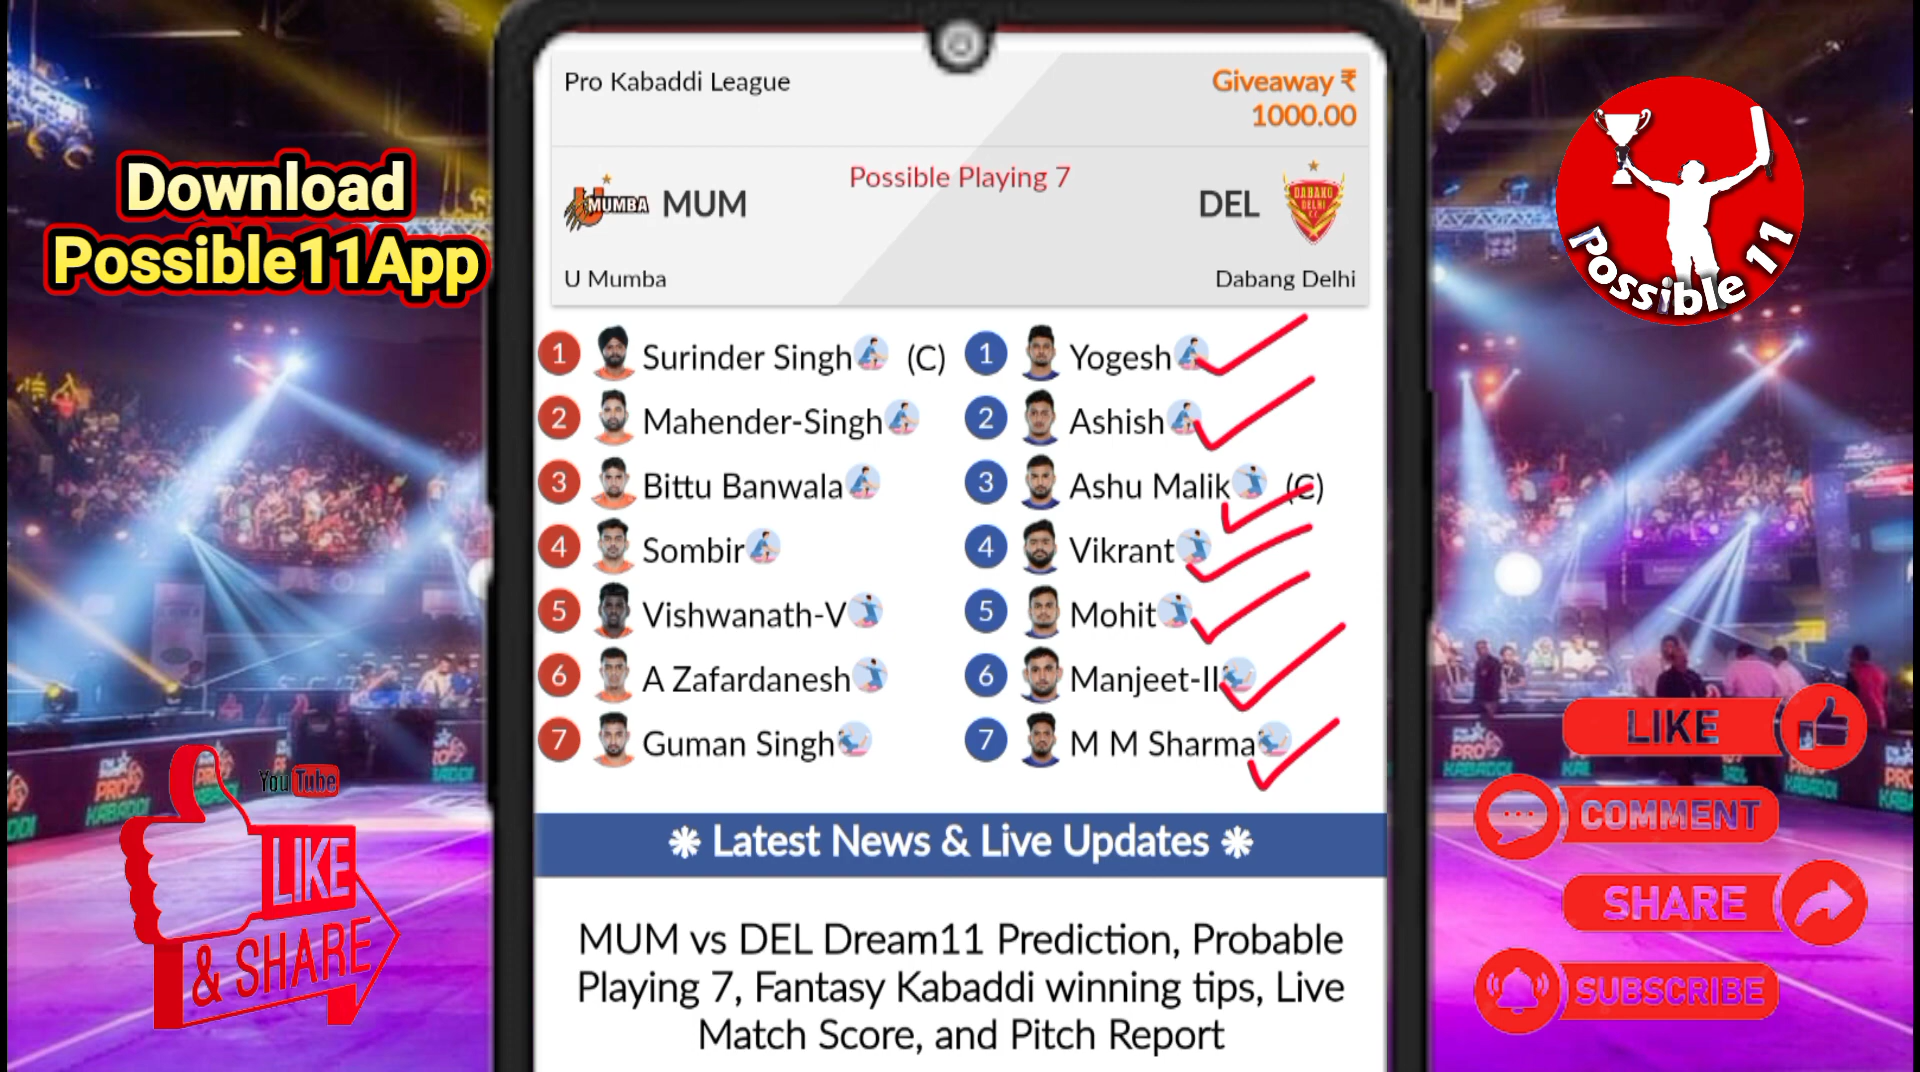 Download
Possible11App
Pro Kabaddi League
Giveaway ₹
1000.00
Possible Playing 7
MUMBA
MUM
DEL
DABANG
DELHI
U Mumba
Dabang Delhi
Possible 11
1 Surinder Singh (C)
2 Mahender-Singh
3 Bittu Banwala
4 Sombir
5 Vishwanath-V
6 A Zafardanesh
7 Guman Singh
1 Yogesh
2 Ashish
3 Ashu Malik (C)
4 Vikrant
5 Mohit
6 Manjeet-II
7 M M Sharma
❋ Latest News & Live Updates ❋
MUM vs DEL Dream11 Prediction, Probable
Playing 7, Fantasy Kabaddi winning tips, Live
Match Score, and Pitch Report
YouTube
LIKE
& SHARE
LIKE
COMMENT
SHARE
SUBSCRIBE
PRO
KABADDI